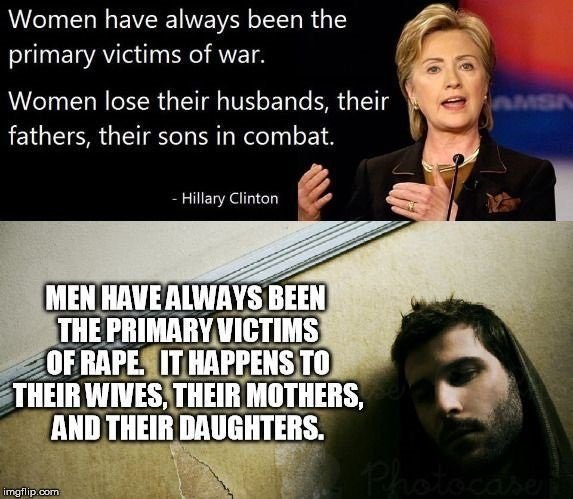 Women have always been the
primary victims of war.
Women lose their husbands, their
fathers, their sons in combat.
- Hillary Clinton
MEN HAVE ALWAYS BEEN
THE PRIMARY VICTIMS
OF RAPE. IT HAPPENS TO
THEIR WIVES, THEIR MOTHERS,
AND THEIR DAUGHTERS.
Photocase
imgflip.com